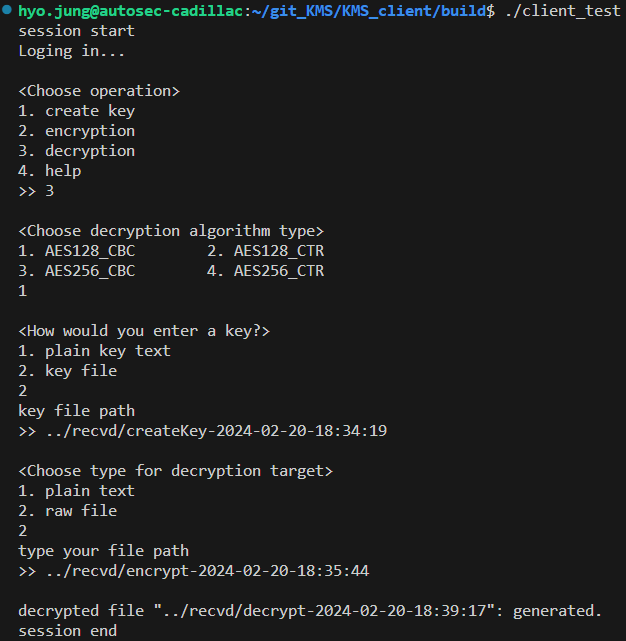 hyo.jung@autosec-cadillac:~/git_KMS/KMS_client/build$ ./client_test
session start
Loging in...
<Choose operation>
1. create key
2. encryption
3. decryption
4. help
>> 3
<Choose decryption algorithm type>
1. AES128_CBC        2. AES128_CTR
3. AES256_CBC        4. AES256_CTR
1
<How would you enter a key?>
1. plain key text
2. key file
2
key file path
>> ../recvd/createKey-2024-02-20-18:34:19
<Choose type for decryption target>
1. plain text
2. raw file
2
type your file path
>> ../recvd/encrypt-2024-02-20-18:35:44
decrypted file "../recvd/decrypt-2024-02-20-18:39:17": generated.
session end